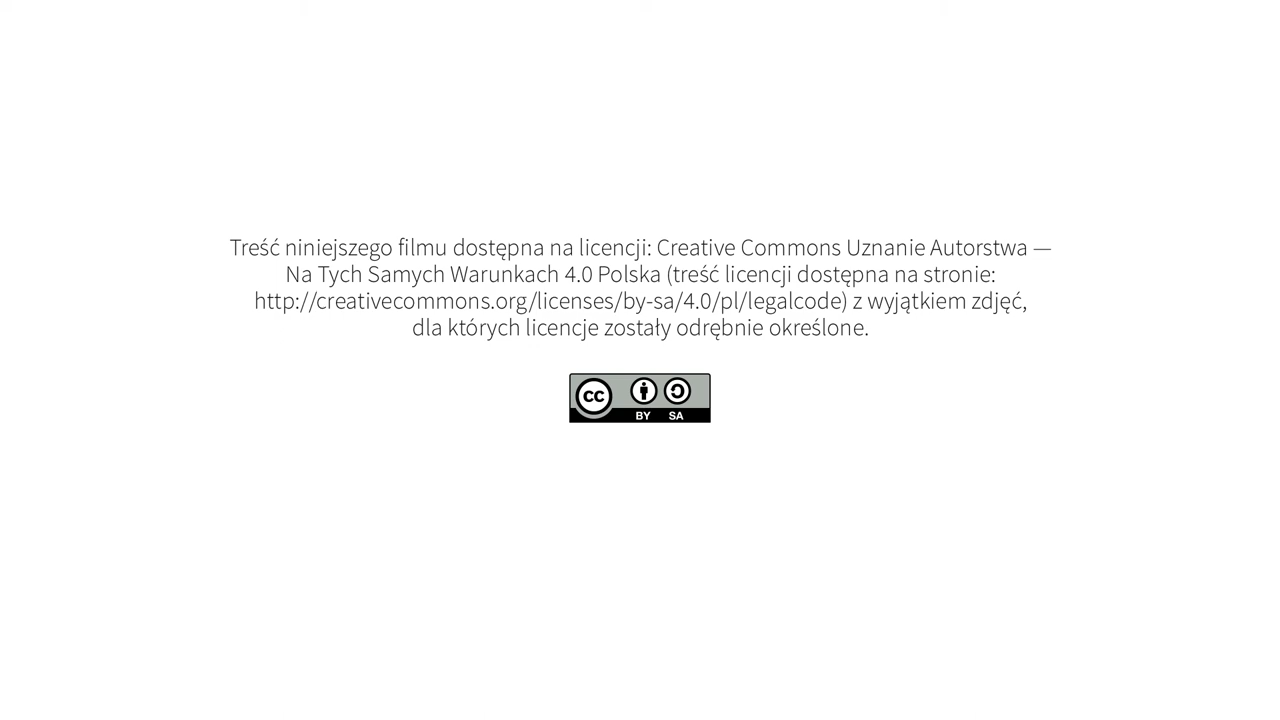 Treść niniejszego filmu dostępna na licencji: Creative Commons Uznanie Autorstwa —
Na Tych Samych Warunkach 4.0 Polska (treść licencji dostępna na stronie:
http://creativecommons.org/licenses/by-sa/4.0/pl/legalcode) z wyjątkiem zdjęć,
dla których licencje zostały odrębnie określone.
cc
BY SA